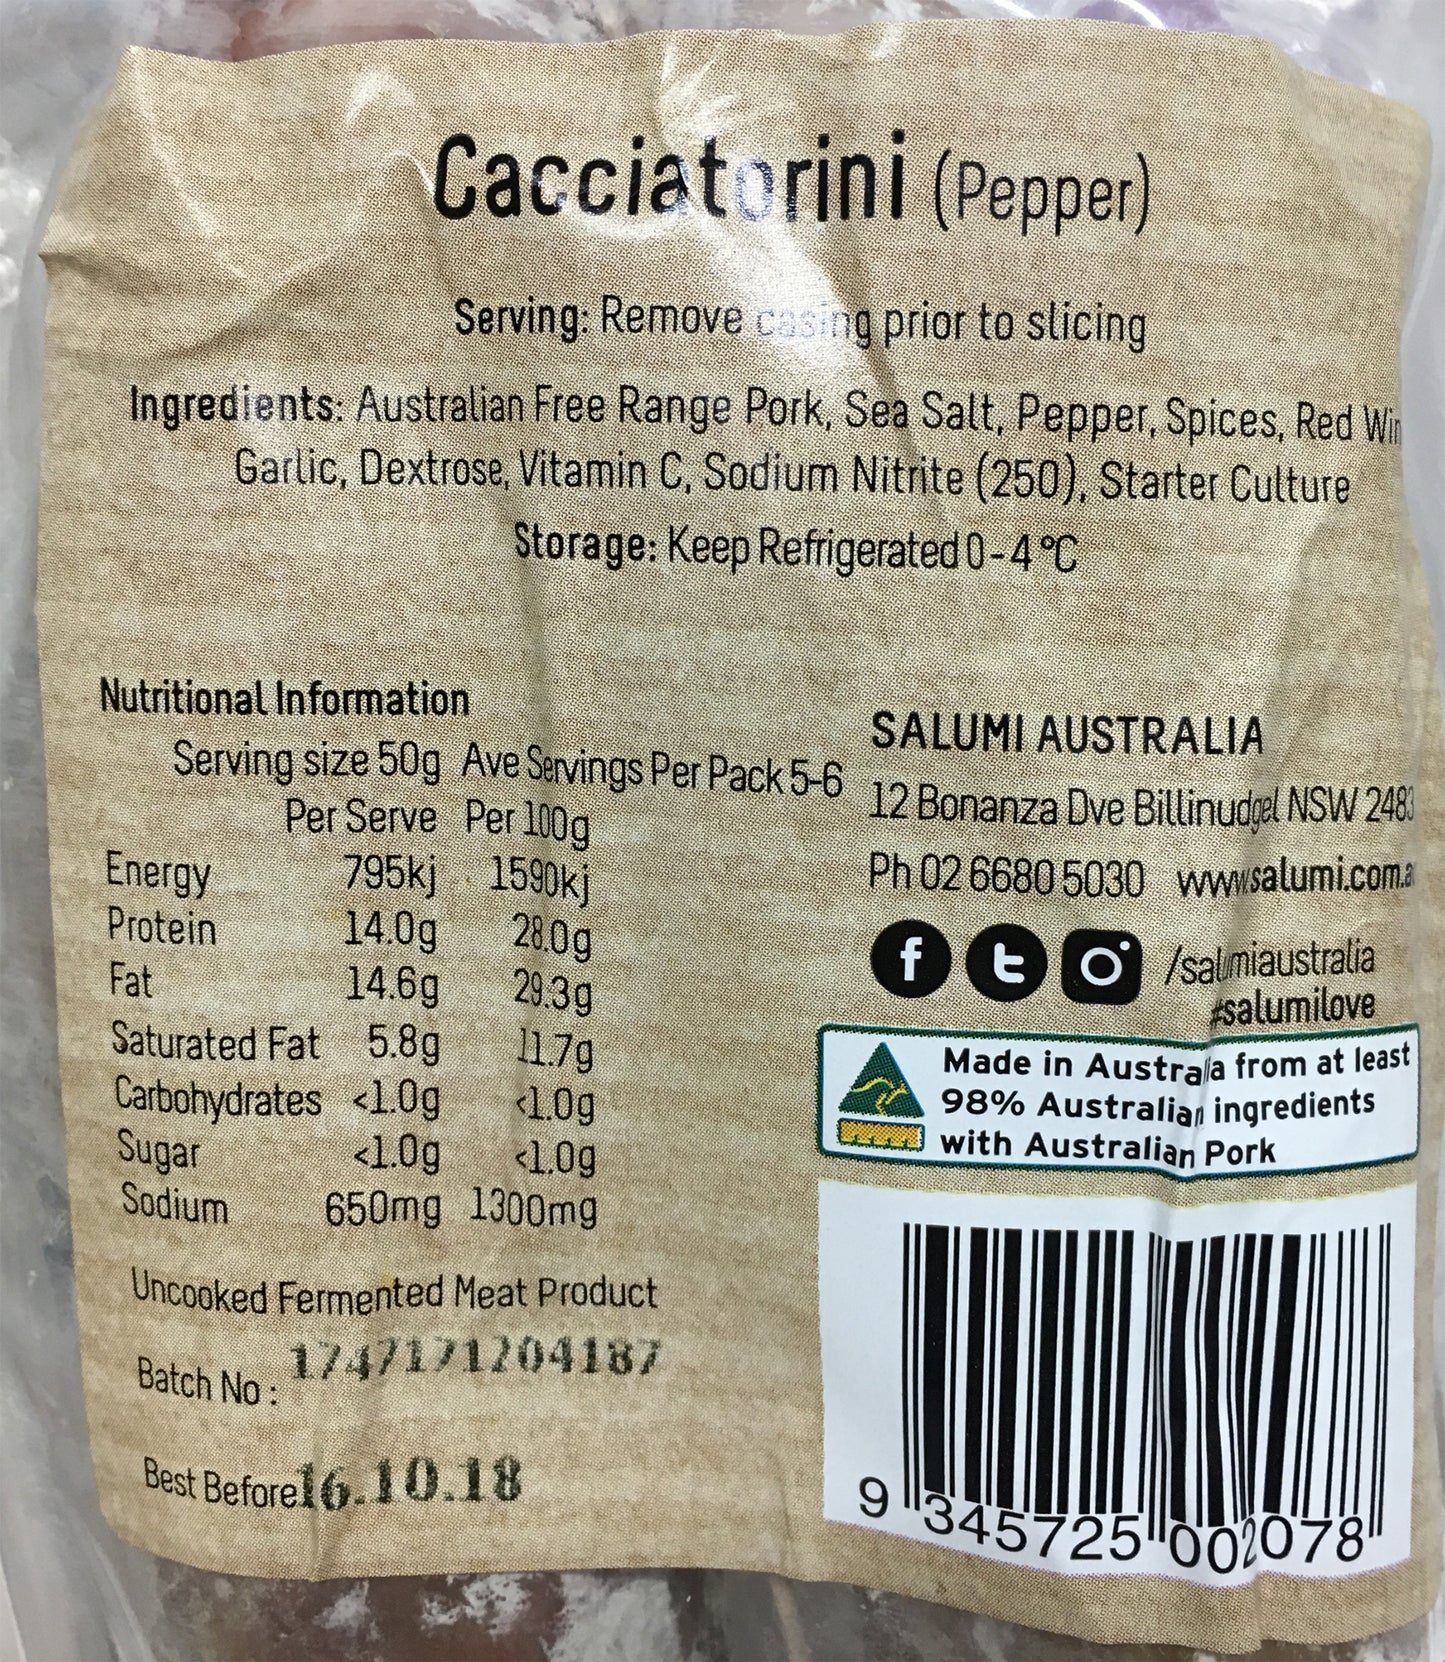 Cacciatorini (Pepper)
Serving: Remove casing prior to slicing
Ingredients: Australian Free Range Pork, Sea Salt, Pepper, Spices, Red Win
Garlic, Dextrose, Vitamin C, Sodium Nitrite (250), Starter Culture
Storage: Keep Refrigerated 0-4°C
Nutritional Information
Serving size 50g Ave Servings Per Pack 5-6
Per Serve Per 100g
Energy 795kj 1590kj
Protein 14.0g 28.0g
Fat 14.6g 29.3g
Saturated Fat 5.8g 11.7g
Carbohydrates <1.0g <1.0g
Sugar <1.0g <1.0g
Sodium 650mg 1300mg
Uncooked Fermented Meat Product
Batch No: 1747171204187
Best Before 16.10.18
SALUMI AUSTRALIA
12 Bonanza Dve Billinudgel NSW 2483
Ph 02 6680 5030 www.salumi.com.a
/salumiaustralia
#salumilove
Made in Australia from at least
98% Australian ingredients
with Australian Pork
9 345725 002078